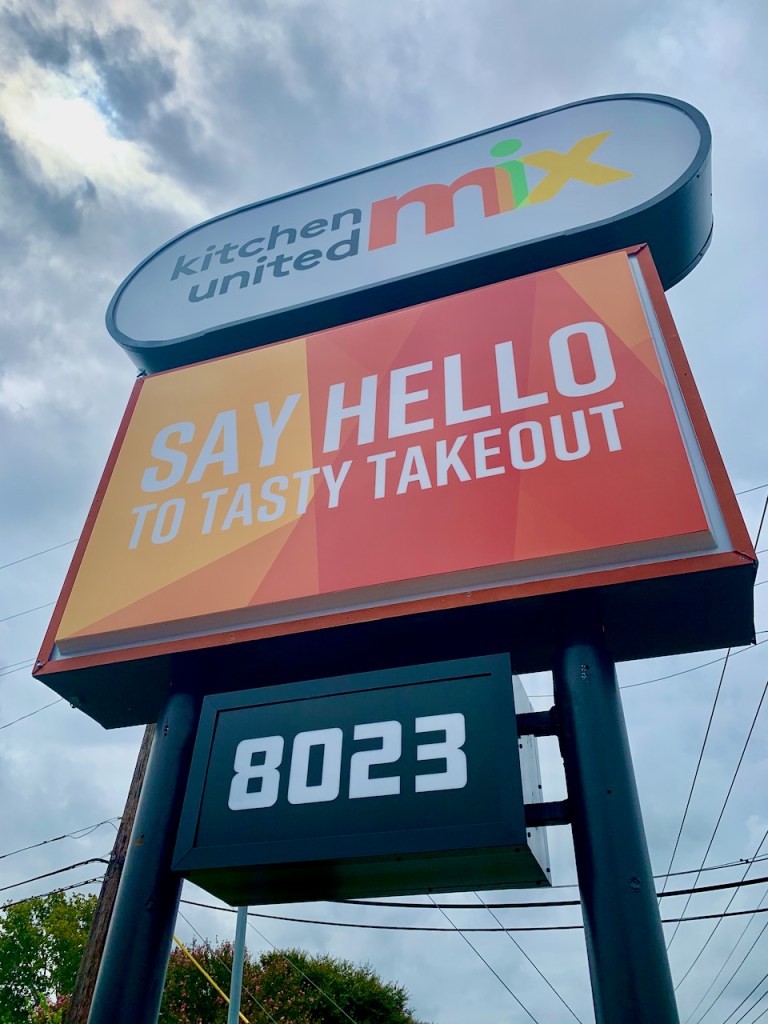 kitchen
united mix
SAY HELLO
TO TASTY TAKEOUT
8023